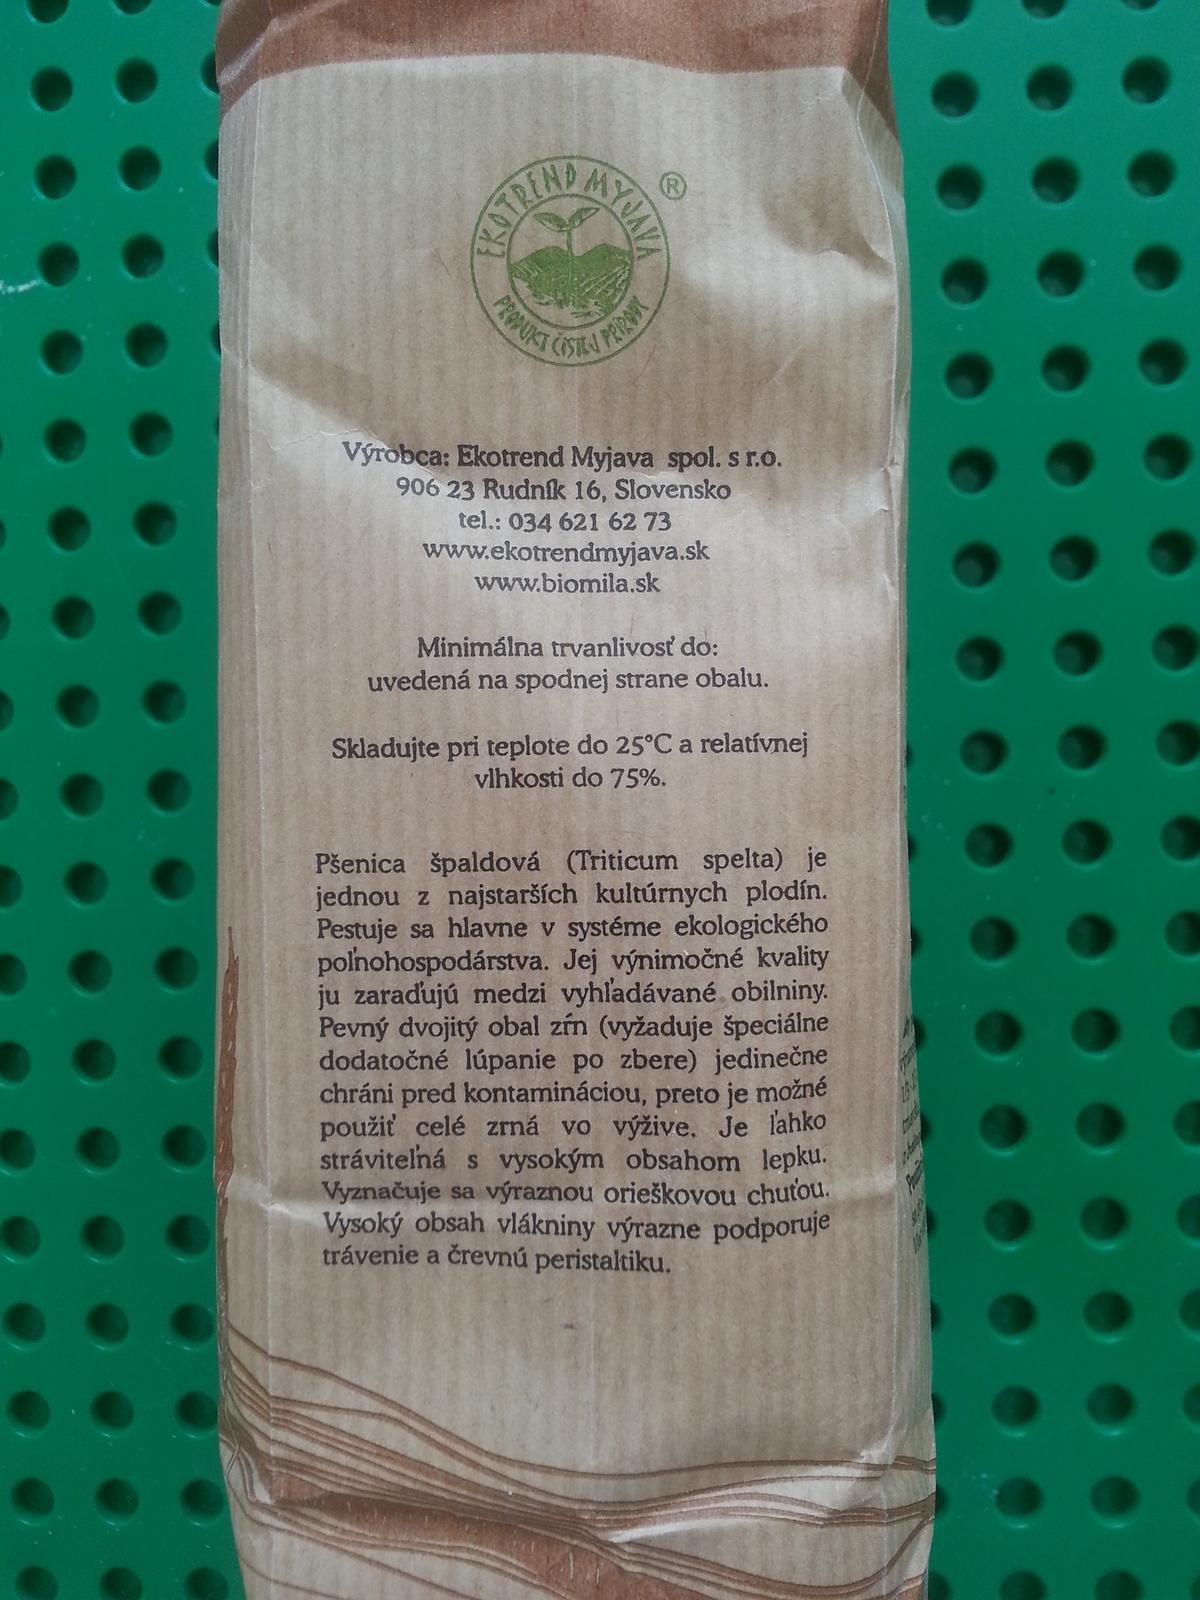 EKOTREND MYJAVA ®
PRODUKT ČISTEJ PRÍRODY
Výrobca: Ekotrend Myjava spol. s r.o.
906 23 Rudník 16, Slovensko
tel.: 034 621 62 73
www.ekotrendmyjava.sk
www.biomila.sk
Minimálna trvanlivosť do:
uvedená na spodnej strane obalu.
Skladujte pri teplote do 25°C a relatívnej
vlhkosti do 75%.
Pšenica špaldová (Triticum spelta) je
jednou z najstarších kultúrnych plodín.
Pestuje sa hlavne v systéme ekologického
poľnohospodárstva. Jej výnimočné kvality
ju zaraďujú medzi vyhľadávané obilniny.
Pevný dvojitý obal zŕn (vyžaduje špeciálne
dodatočné lúpanie po zbere) jedinečne
chráni pred kontamináciou, preto je možné
použiť celé zrná vo výžive. Je ľahko
stráviteľná s vysokým obsahom lepku.
Vyznačuje sa výraznou orieškovou chuťou.
Vysoký obsah vlákniny výrazne podporuje
trávenie a črevnú peristaltiku.